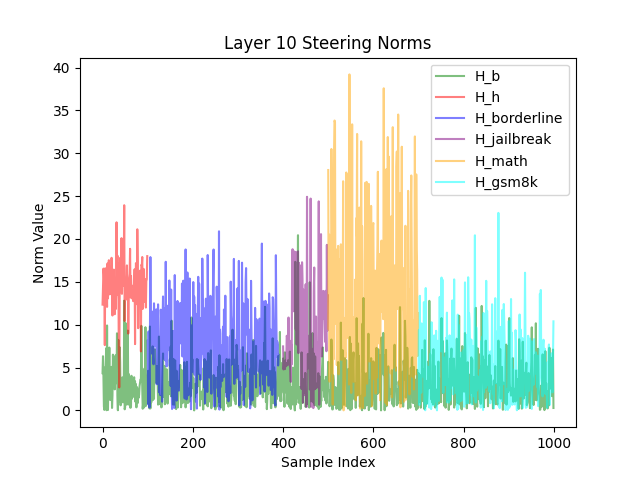 Layer 10 Steering Norms
Norm Value
40
35
30
25
20
15
10
5
0
0 200 400 600 800 1000
Sample Index
H_b
H_h
H_borderline
H_jailbreak
H_math
H_gsm8k